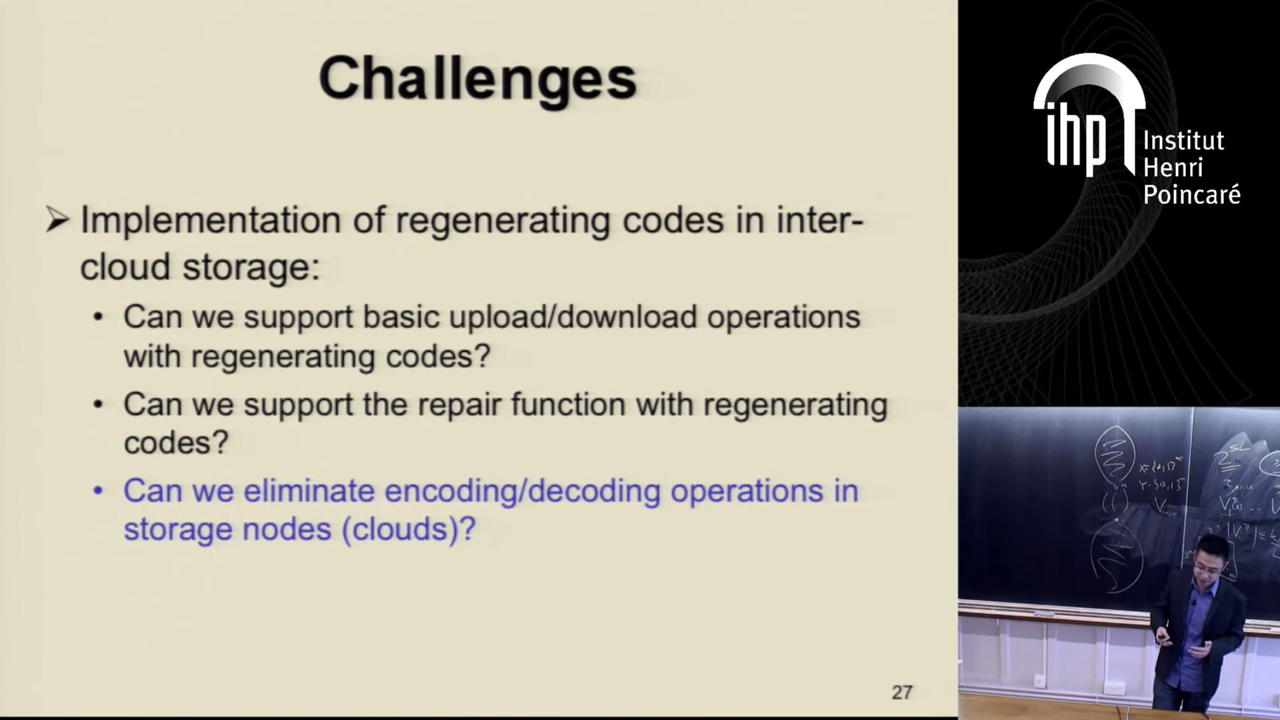 Challenges
➢ Implementation of regenerating codes in inter-
cloud storage:
• Can we support basic upload/download operations
with regenerating codes?
• Can we support the repair function with regenerating
codes?
• Can we eliminate encoding/decoding operations in
storage nodes (clouds)?
27
ihp
Institut
Henri
Poincaré